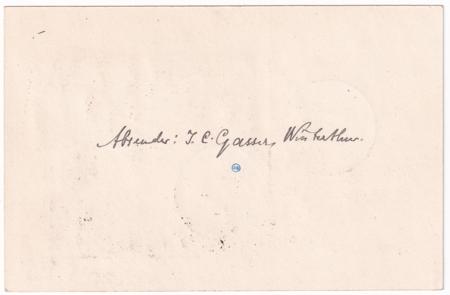 Absender: J. C. Gasser, Winterthur.